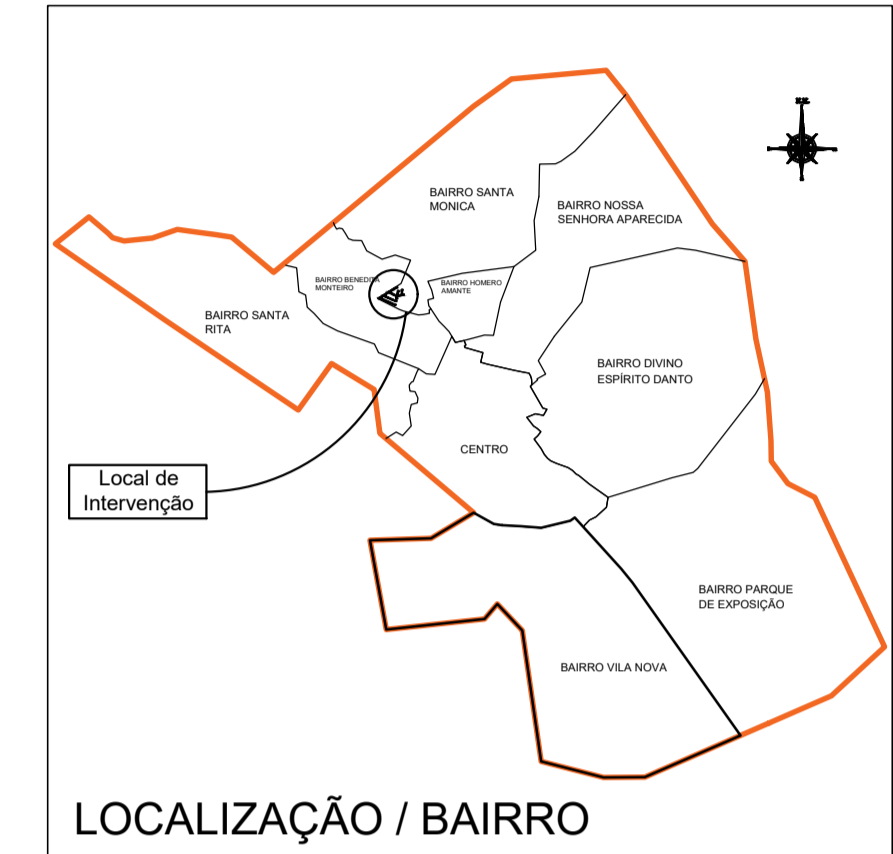 BAIRRO SANTA
MONICA
BAIRRO NOSSA
SENHORA APARECIDA
BAIRRO BENEDITA
MONTEIRO
BAIRRO HOMERO
AMANTE
BAIRRO SANTA
RITA
BAIRRO DIVINO
ESPÍRITO DANTO
CENTRO
Local de
Intervenção
BAIRRO PARQUE
DE EXPOSIÇÃO
BAIRRO VILA NOVA
LOCALIZAÇÃO / BAIRRO